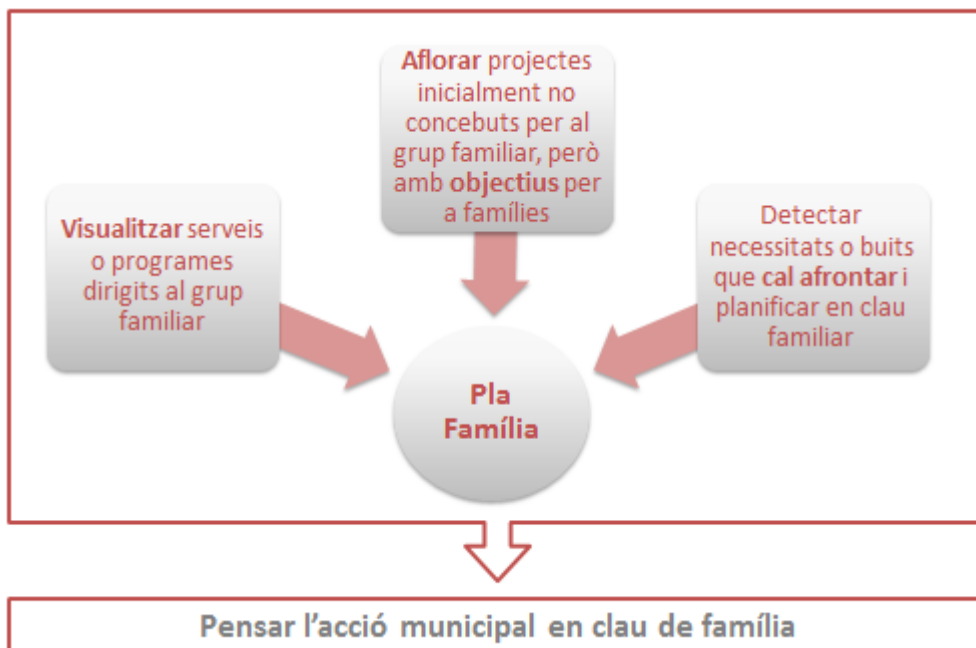 Visualitzar serveis
o programes
dirigits al grup
familiar
Aflorar projectes
inicialment no
concebuts per al
grup familiar, però
amb objectius per
a famílies
Detectar
necessitats o buits
que cal afrontar i
planificar en clau
familiar
Pla
Família
Pensar l’acció municipal en clau de família